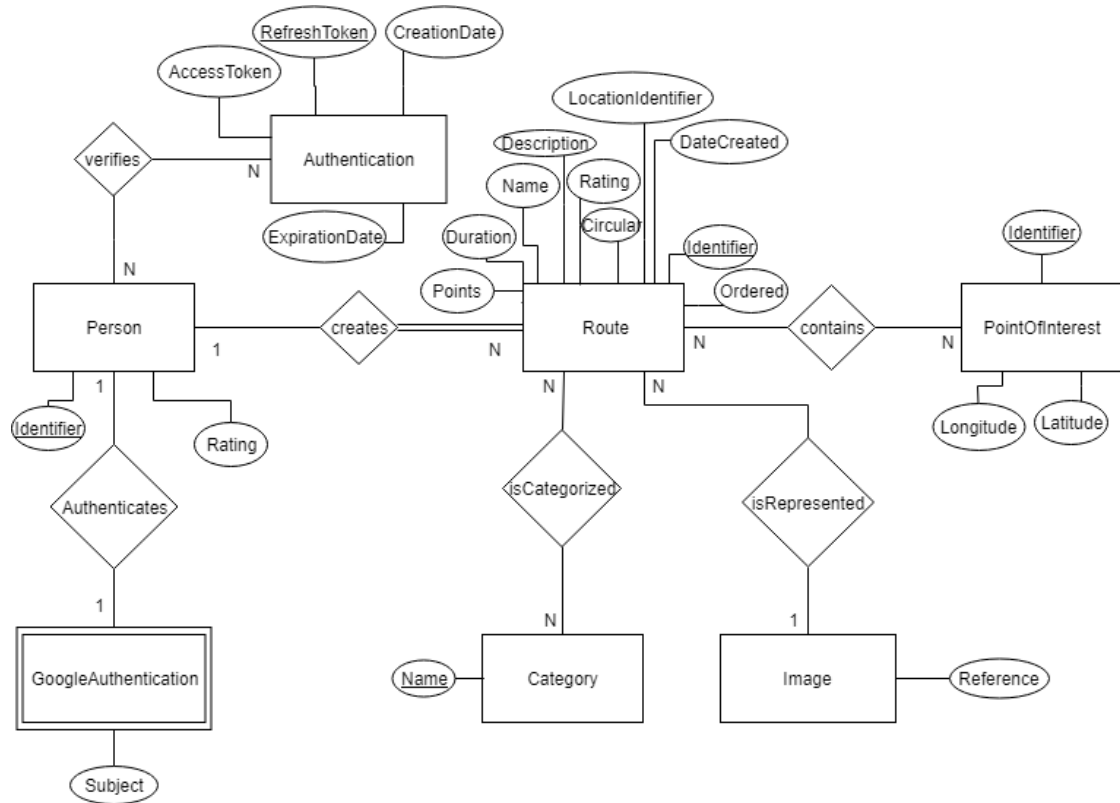 RefreshToken
CreationDate
AccessToken
LocationIdentifier
verifies
Authentication
N
Description
DateCreated
Name
Rating
ExpirationDate
Duration
Circular
Identifier
Identifier
N
Points
Ordered
Person
creates
Route
contains
PointOfInterest
1
N
N
N
1
N
N
Identifier
Rating
Longitude
Latitude
Authenticates
isCategorized
isRepresented
1
N
1
GoogleAuthentication
Name
Category
Image
Reference
Subject